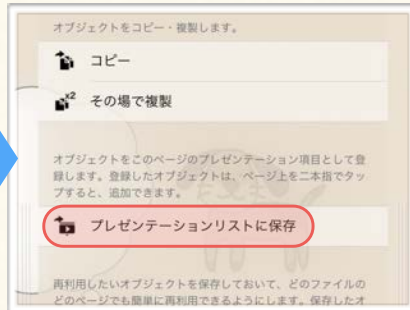 オブジェクトをコピー・複製します。
コピー
その場で複製
オブジェクトをこのページのプレゼンテーション項目として登
録します。登録したオブジェクトは、ページ上を二本指でタッ
プすると、追加できます。
プレゼンテーションリストに保存
再利用したいオブジェクトを保存しておいて、どのファイルの
どのページでも簡単に再利用できるようにします。保存したオ